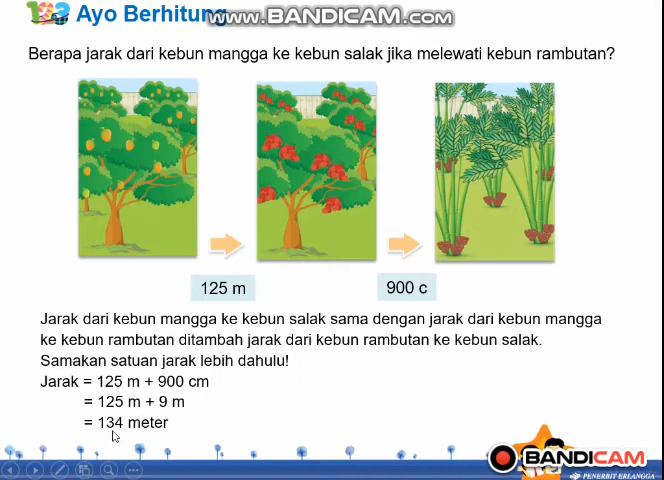 123 Ayo Berhitung
www.BANDICAM.com
Berapa jarak dari kebun mangga ke kebun salak jika melewati kebun rambutan?
125 m
900 c
Jarak dari kebun mangga ke kebun salak sama dengan jarak dari kebun mangga
ke kebun rambutan ditambah jarak dari kebun rambutan ke kebun salak.
Samakan satuan jarak lebih dahulu!
Jarak = 125 m + 900 cm
= 125 m + 9 m
= 134 meter
BANDICAM
PENERBIT ERLANGGA